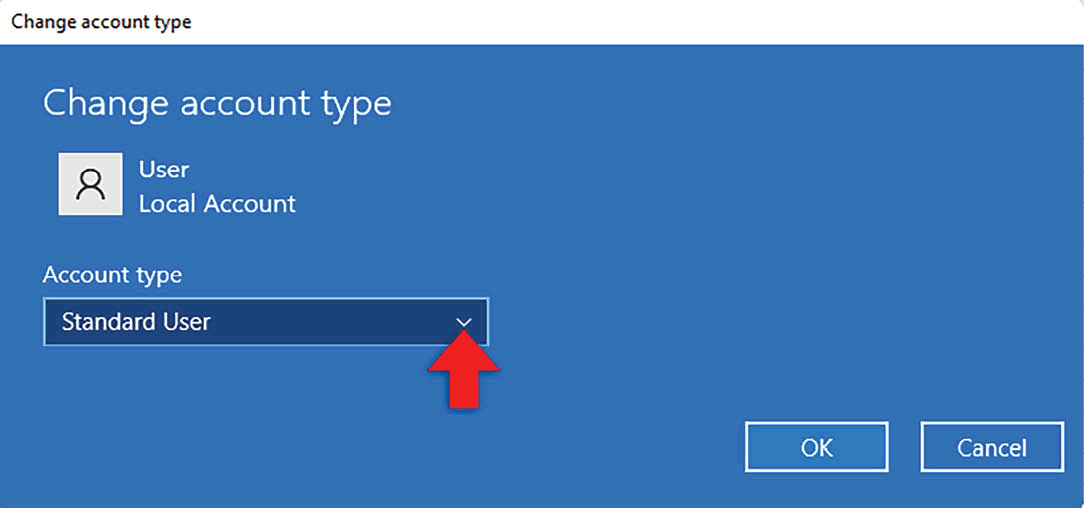 Change account type
Change account type
User
Local Account
Account type
Standard User
OK
Cancel